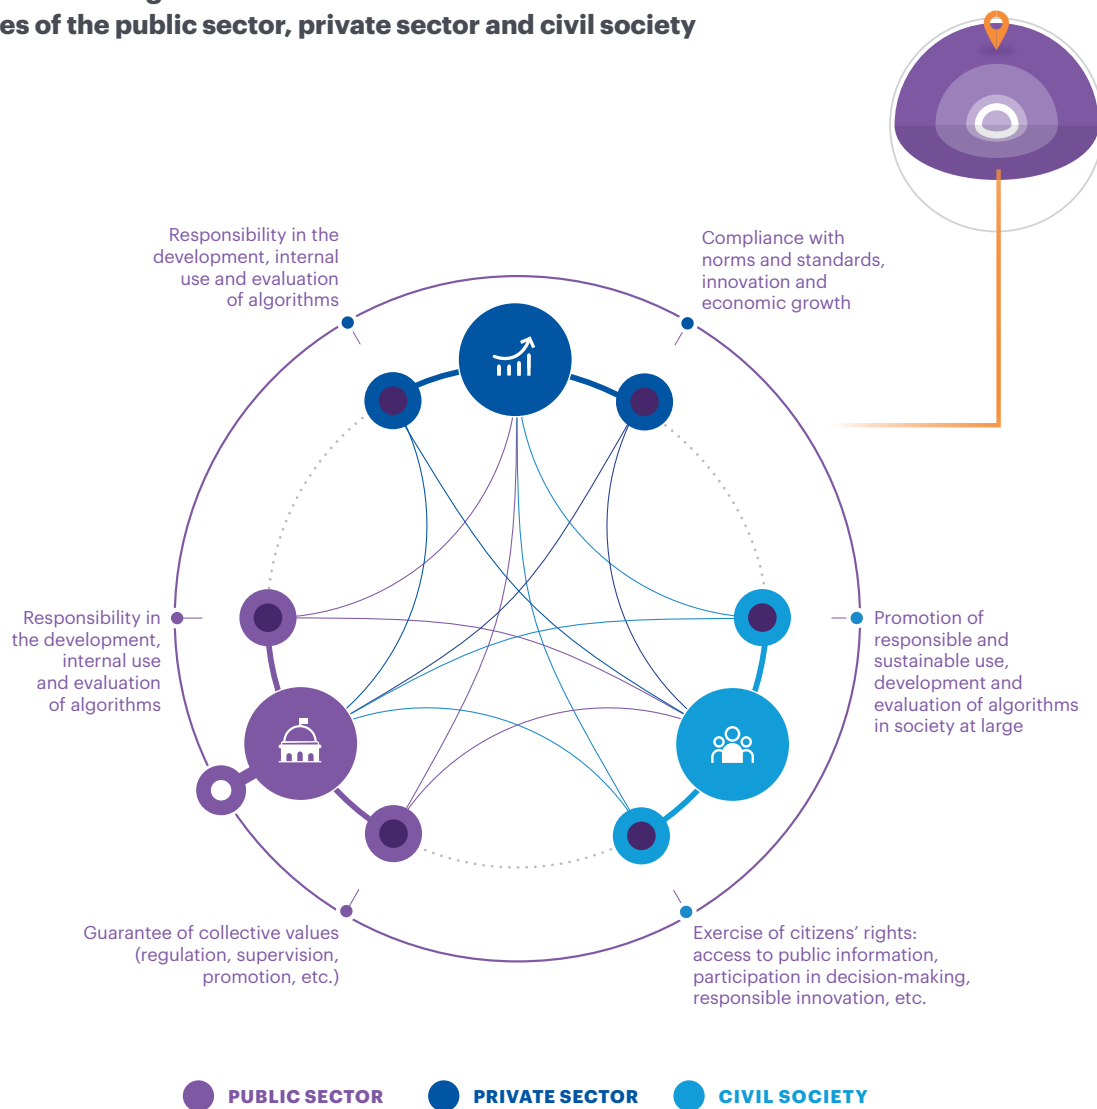 es of the public sector, private sector and civil society
Responsibility in the
development, internal
use and evaluation
of algorithms
Compliance with
norms and standards,
innovation and
economic growth
Responsibility in
the development,
internal use
and evaluation
of algorithms
Promotion of
responsible and
sustainable use,
development and
evaluation of algorithms
in society at large
Guarantee of collective values
(regulation, supervision,
promotion, etc.)
Exercise of citizens’ rights:
access to public information,
participation in decision-making,
responsible innovation, etc.
PUBLIC SECTOR
PRIVATE SECTOR
CIVIL SOCIETY